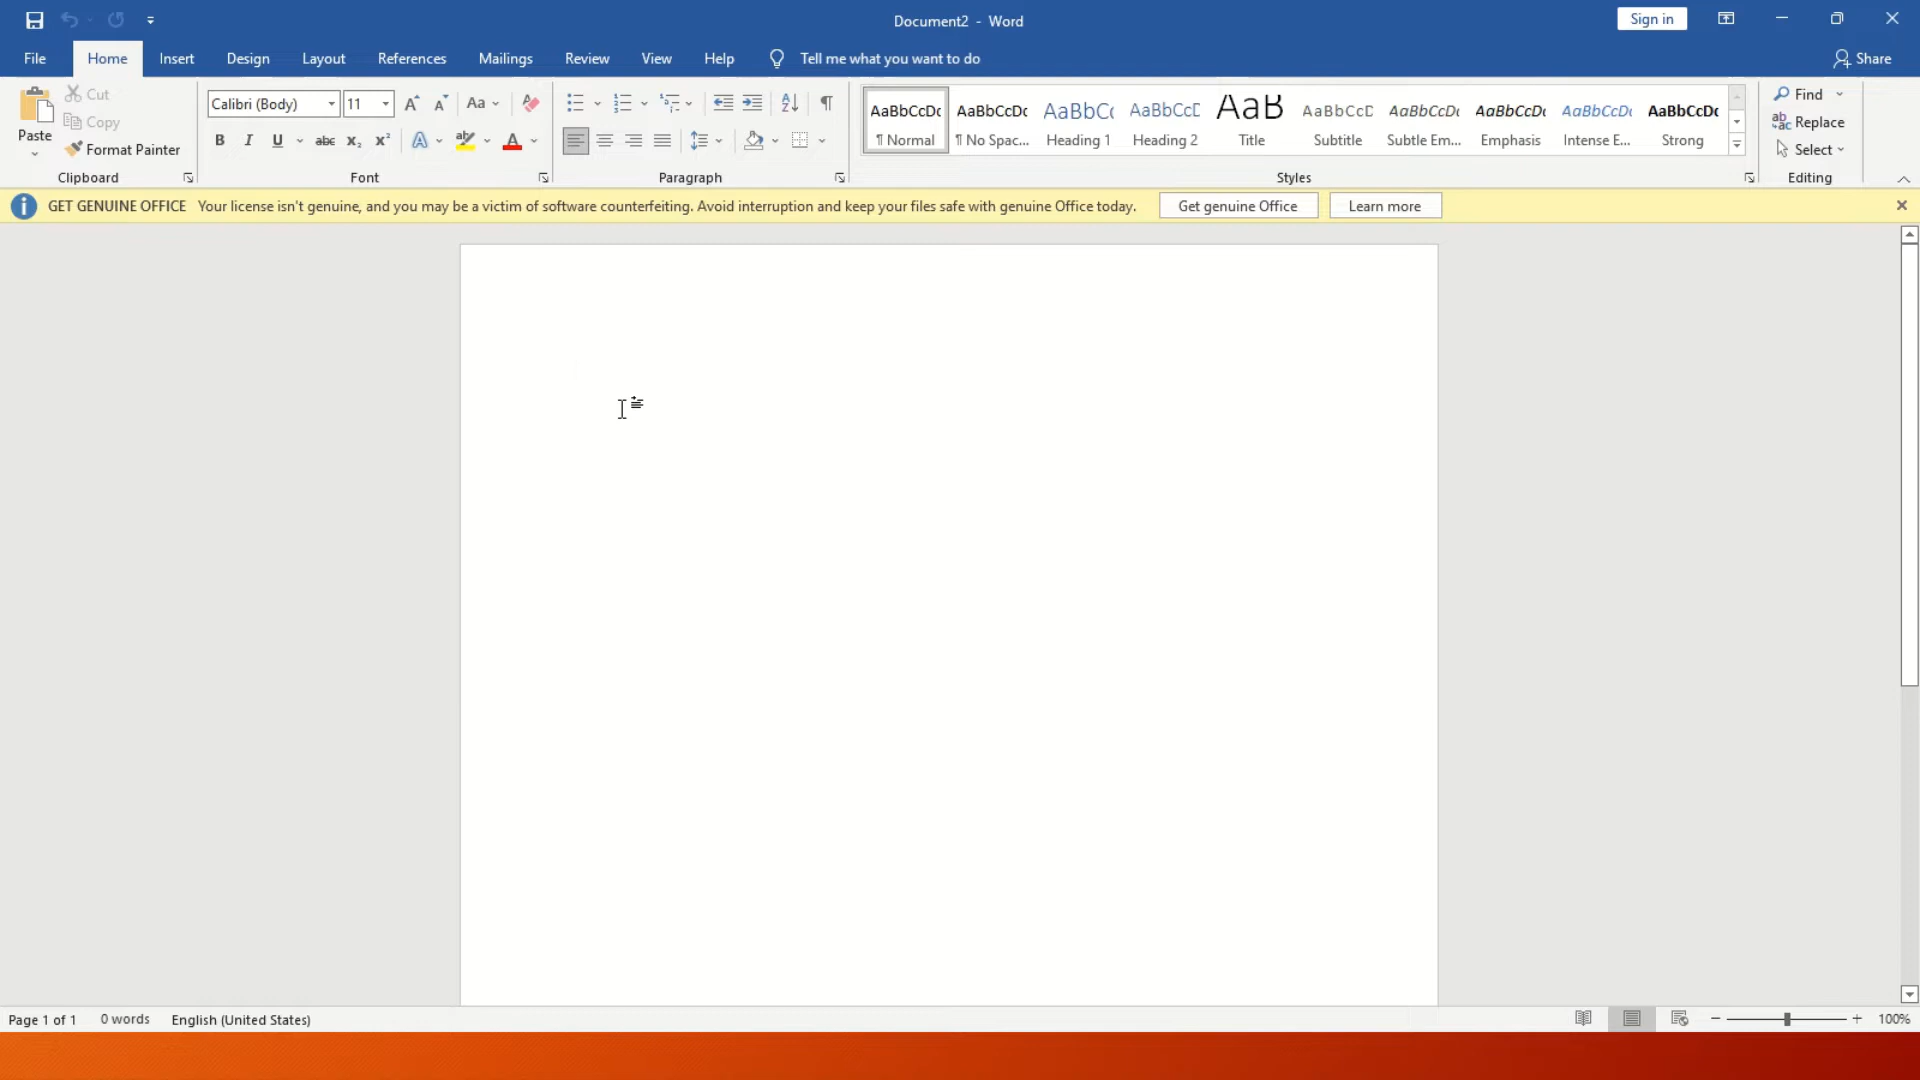 Document2 - Word
Sign in
File Home Insert Design Layout References Mailings Review View Help Tell me what you want to do Share
Paste
Cut
Copy
Format Painter
Clipboard
Calibri (Body) 11
Aa
B I U abc x₂ x² A ab A
Font
Paragraph
AaBbCcDc AaBbCcDc AaBbCc AaBbCcD AaB AaBbCcD AaBbCcDc AaBbCcDc AaBbCcDc AaBbCcDc
¶ Normal ¶ No Spac... Heading 1 Heading 2 Title Subtitle Subtle Em... Emphasis Intense E... Strong
Styles
Find
Replace
Select
Editing
GET GENUINE OFFICE Your license isn't genuine, and you may be a victim of software counterfeiting. Avoid interruption and keep your files safe with genuine Office today. Get genuine Office Learn more
Page 1 of 1 0 words English (United States) 100%